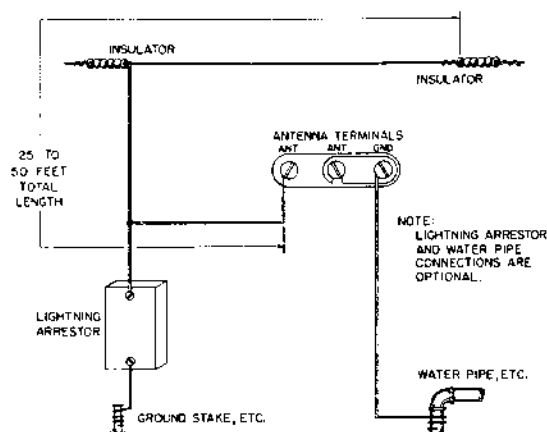 INSULATOR
INSULATOR
ANTENNA TERMINALS
ANT
ANT
GND
25 TO
50 FEET
TOTAL
LENGTH
NOTE:
LIGHTNING ARRESTOR
AND WATER PIPE
CONNECTIONS ARE
OPTIONAL.
LIGHTNING
ARRESTOR
WATER PIPE, ETC.
GROUND STAKE, ETC.